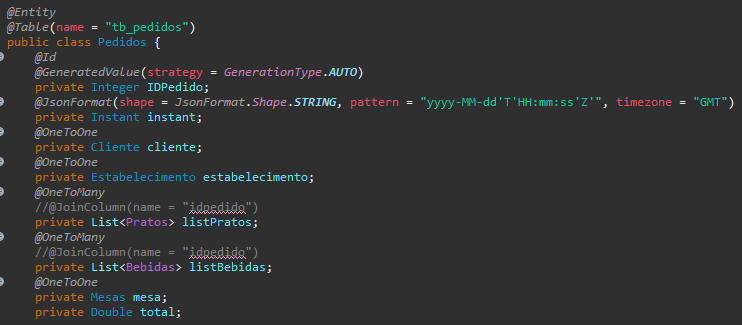 @Entity
@Table(name = "tb_pedidos")
public class Pedidos {
@Id
@GeneratedValue(strategy = GenerationType.AUTO)
private Integer IDPedido;
@JsonFormat(shape = JsonFormat.Shape.STRING, pattern = "yyyy-MM-dd'T'HH:mm:ss'Z'", timezone = "GMT")
private Instant instant;
@OneToOne
private Cliente cliente;
@OneToOne
private Estabelecimento estabelecimento;
@OneToMany
//@JoinColumn(name = "idpedido")
private List<Pratos> listPratos;
@OneToMany
//@JoinColumn(name = "idpedido")
private List<Bebidas> listBebidas;
@OneToOne
private Mesas mesa;
private Double total;